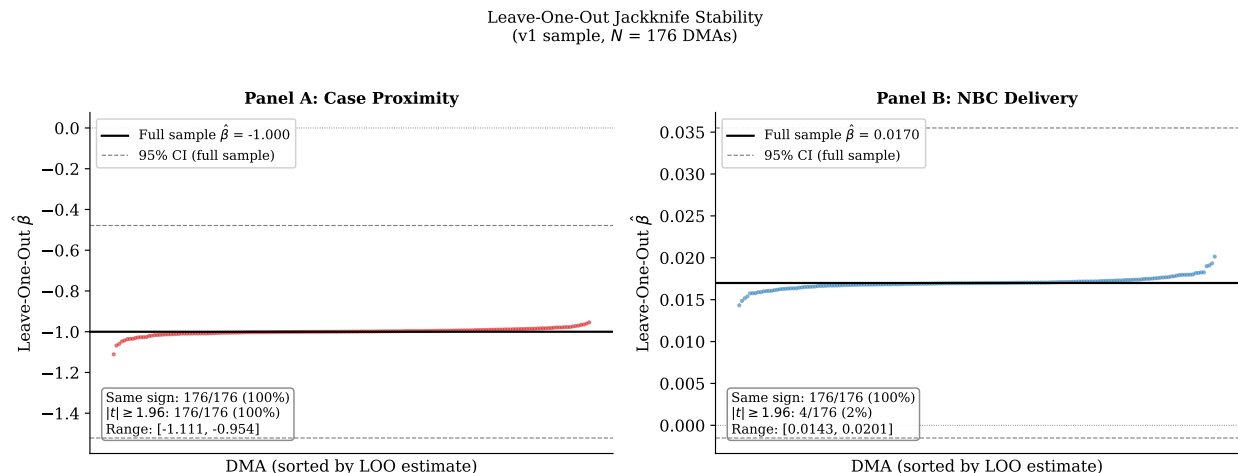 Leave-One-Out Jackknife Stability
(v1 sample, N = 176 DMAs)
Panel A: Case Proximity
Leave-One-Out β̂
0.0
−0.2
−0.4
−0.6
−0.8
−1.0
−1.2
−1.4
Full sample β̂ = -1.000
95% CI (full sample)
Same sign: 176/176 (100%)
|t| ≥ 1.96: 176/176 (100%)
Range: [-1.111, -0.954]
DMA (sorted by LOO estimate)
Panel B: NBC Delivery
Leave-One-Out β̂
0.035
0.030
0.025
0.020
0.015
0.010
0.005
0.000
Full sample β̂ = 0.0170
95% CI (full sample)
Same sign: 176/176 (100%)
|t| ≥ 1.96: 4/176 (2%)
Range: [0.0143, 0.0201]
DMA (sorted by LOO estimate)